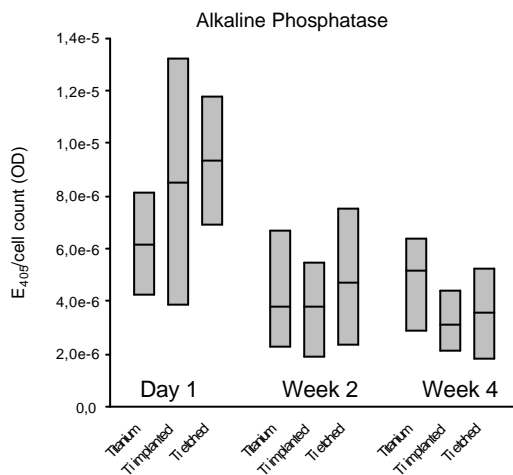 Alkaline Phosphatase
1,4e-5
1,2e-5
1,0e-5
8,0e-6
6,0e-6
4,0e-6
2,0e-6
0,0
E405/cell count (OD)
Day 1
Week 2
Week 4
Titanium
Ti implanted
Ti etched
Titanium
Ti implanted
Ti etched
Titanium
Ti implanted
Ti etched